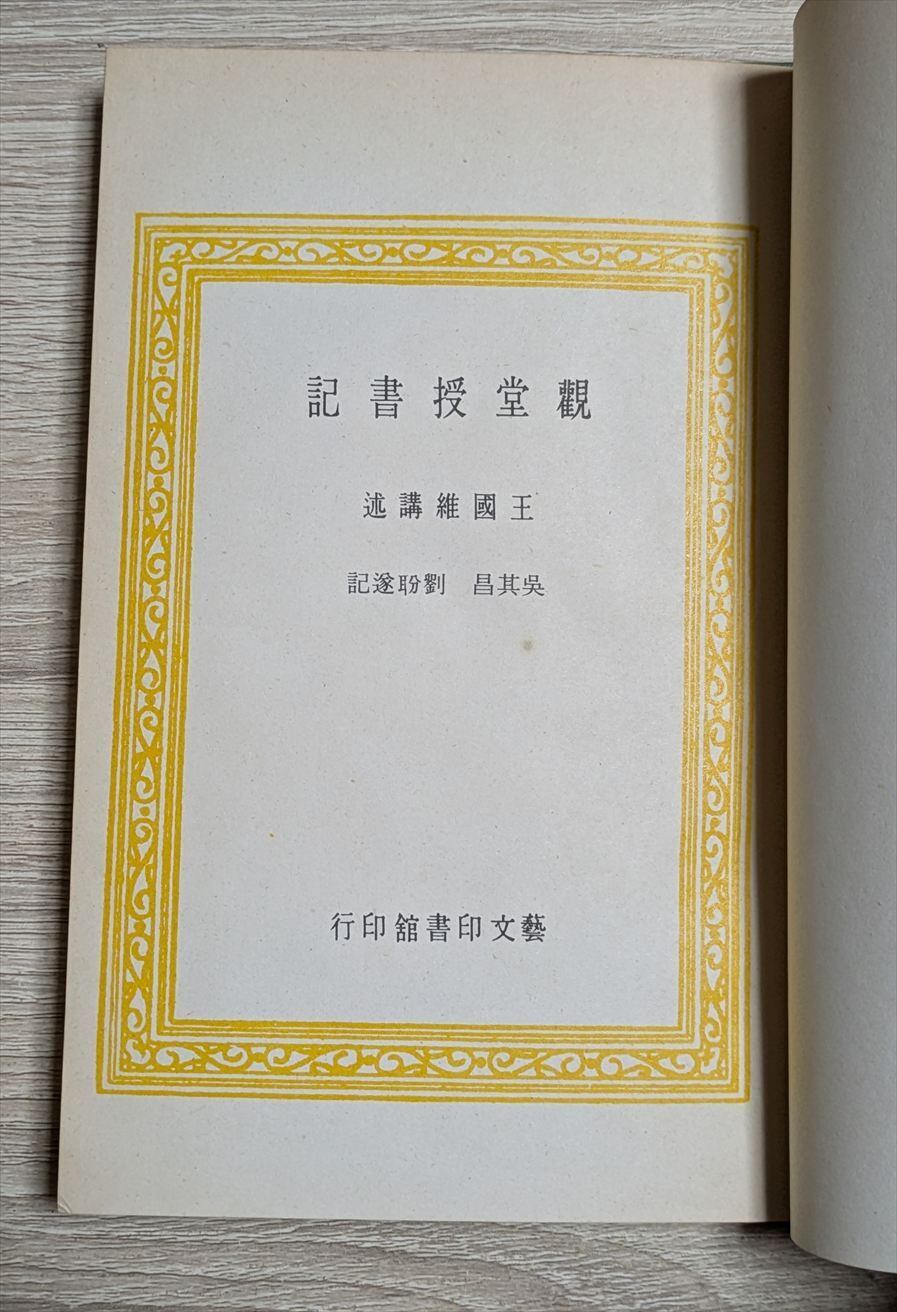 觀堂授書記
王國維講述
吳其昌 劉盼遂記
藝文印書舘印行